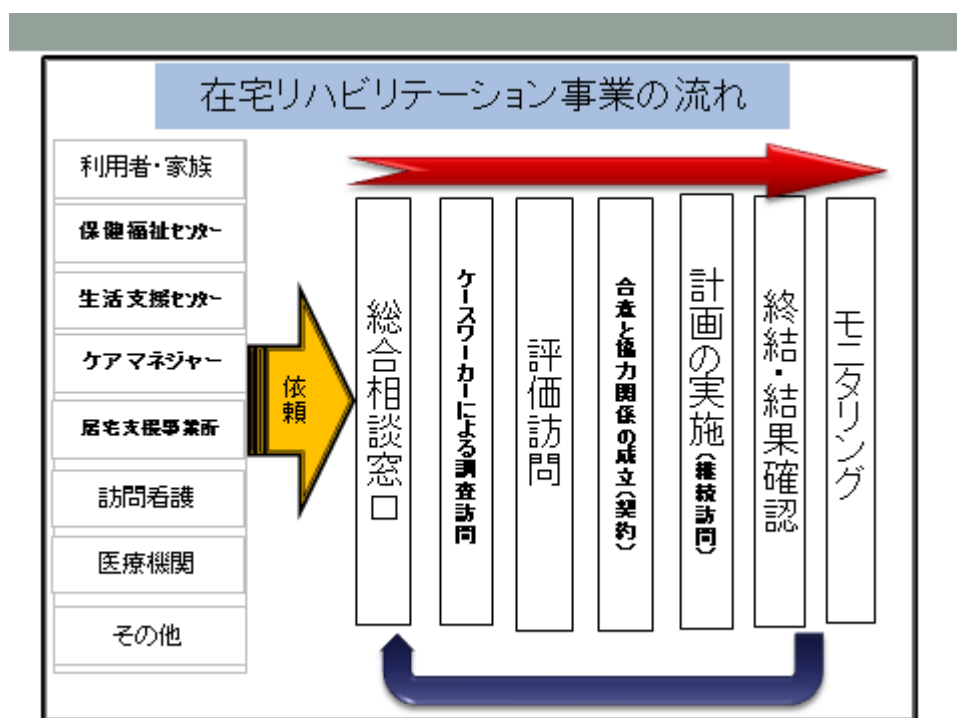 在宅リハビリテーション事業の流れ
利用者・家族
保健福祉センター
生活支援センター
ケアマネジャー
居宅支援事業所
訪問看護
医療機関
その他
依頼
総合相談窓口
ケースワーカーによる調査訪問
評価訪問
合意と協力関係の成立(契約)
計画の実施
終結・結果確認
モニタリング